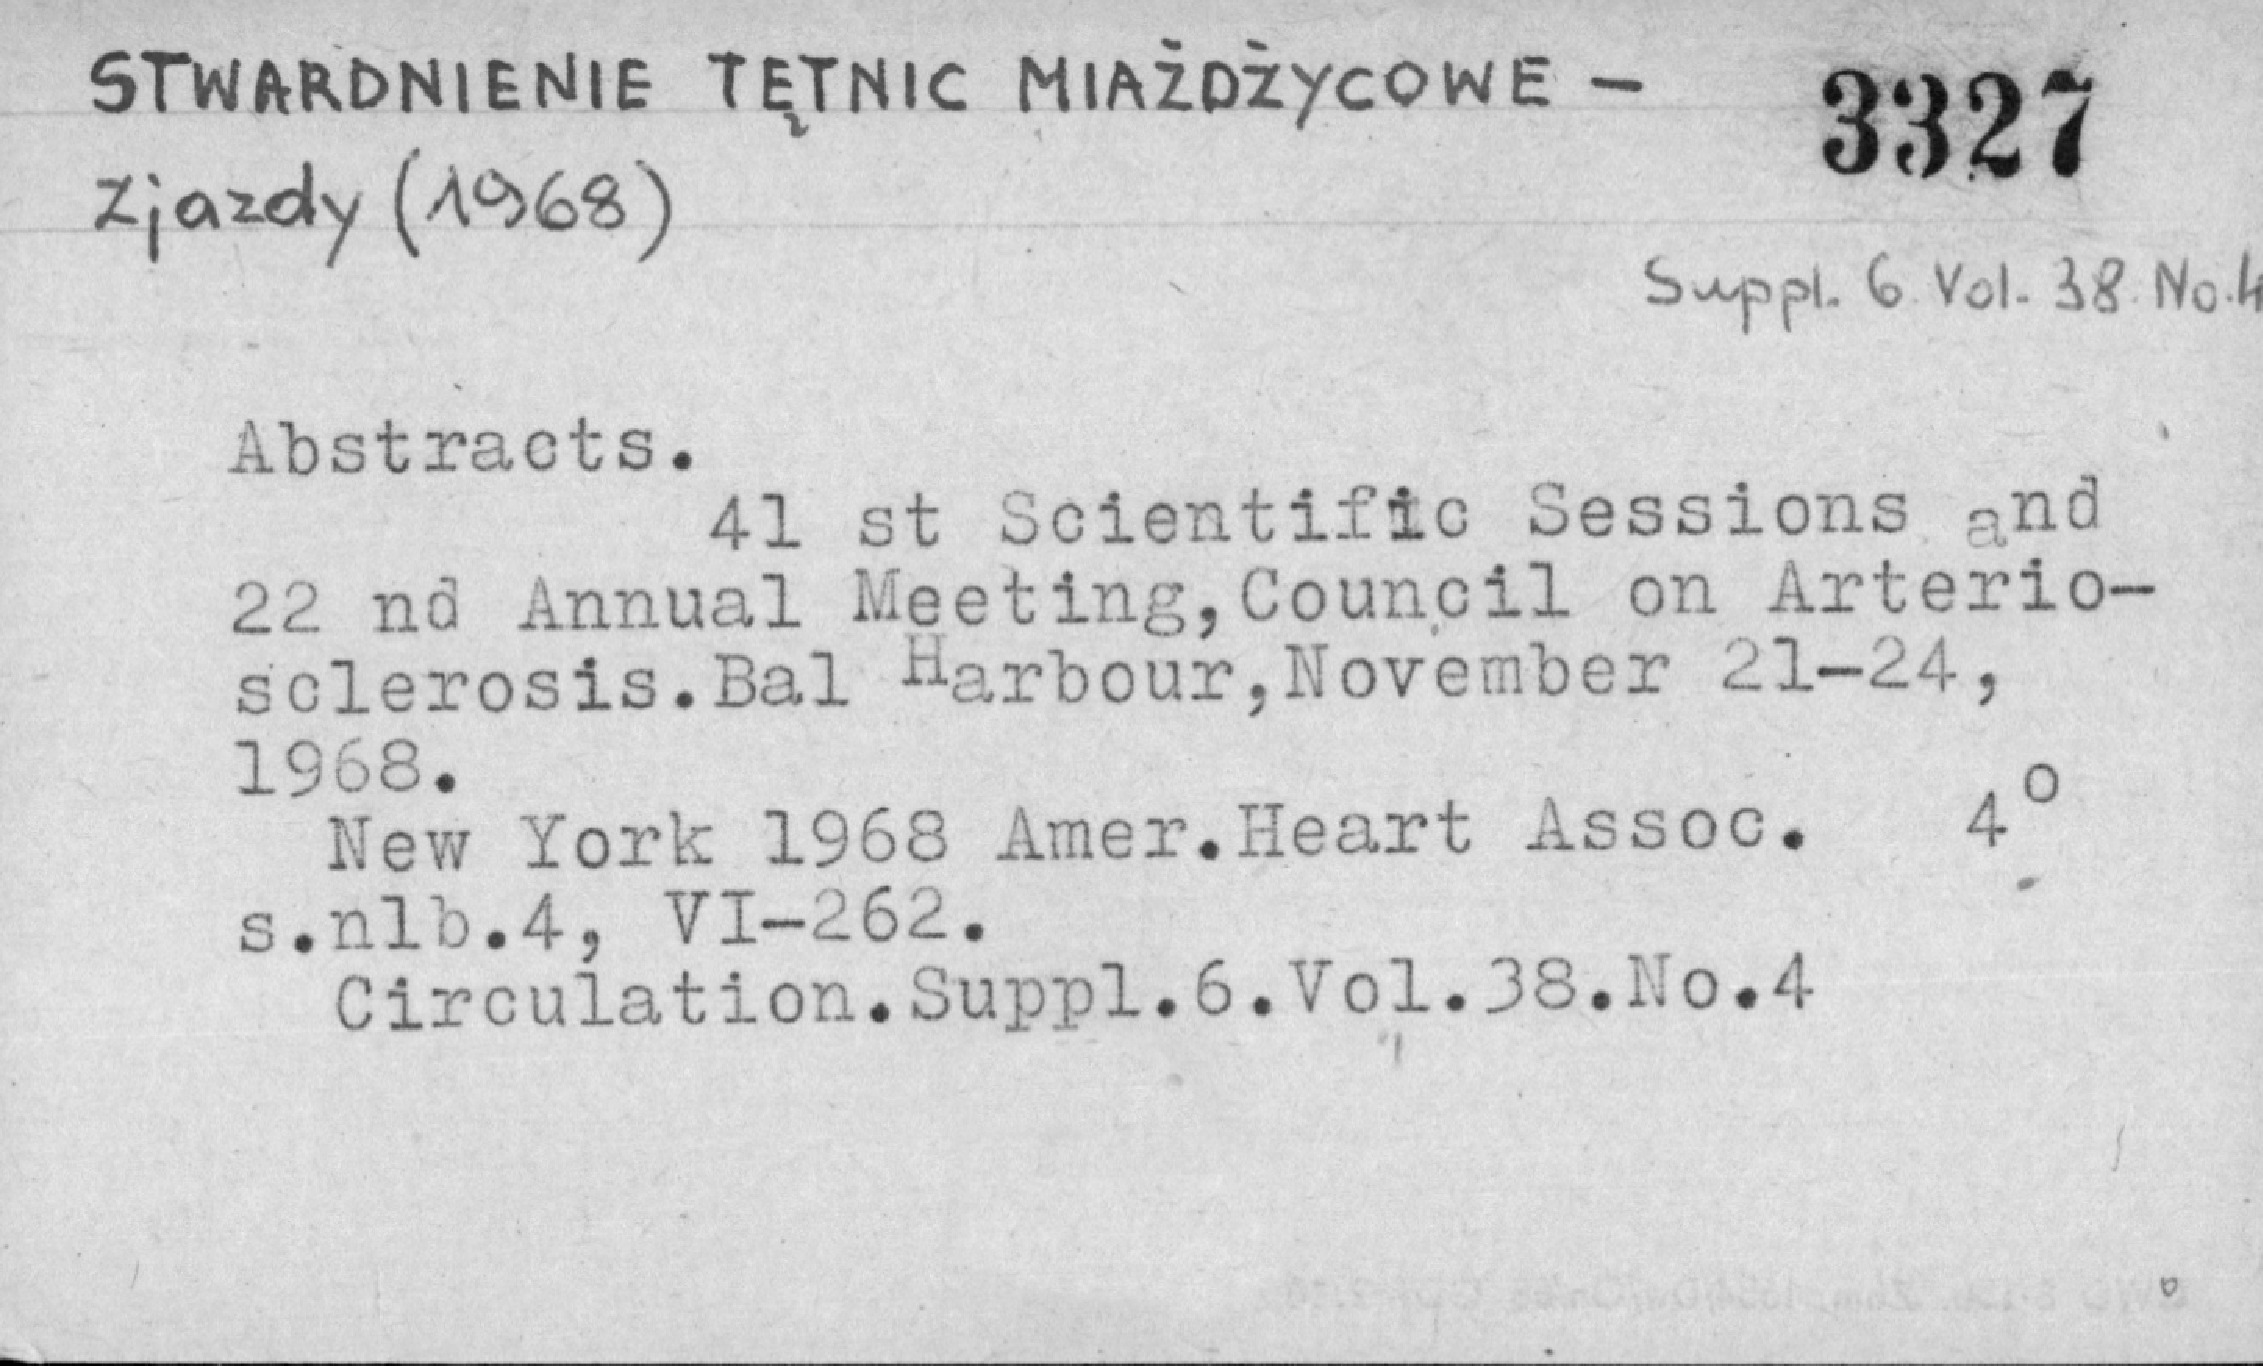 STWARDNIENIE TĘTNIC MIAŻDŻYCOWE —
3327
Zjazdy (1968)
Suppl. 6 Vol. 38 No. 4
Abstracts.
41 st Scientific Sessions and
22 nd Annual Meeting,Council on Arterio-
sclerosis.Bal Harbour,November 21-24,
1968.
New York 1968 Amer.Heart Assoc. 4°
s.nlb.4, VI-262.
Circulation.Suppl.6.Vol.38.No.4